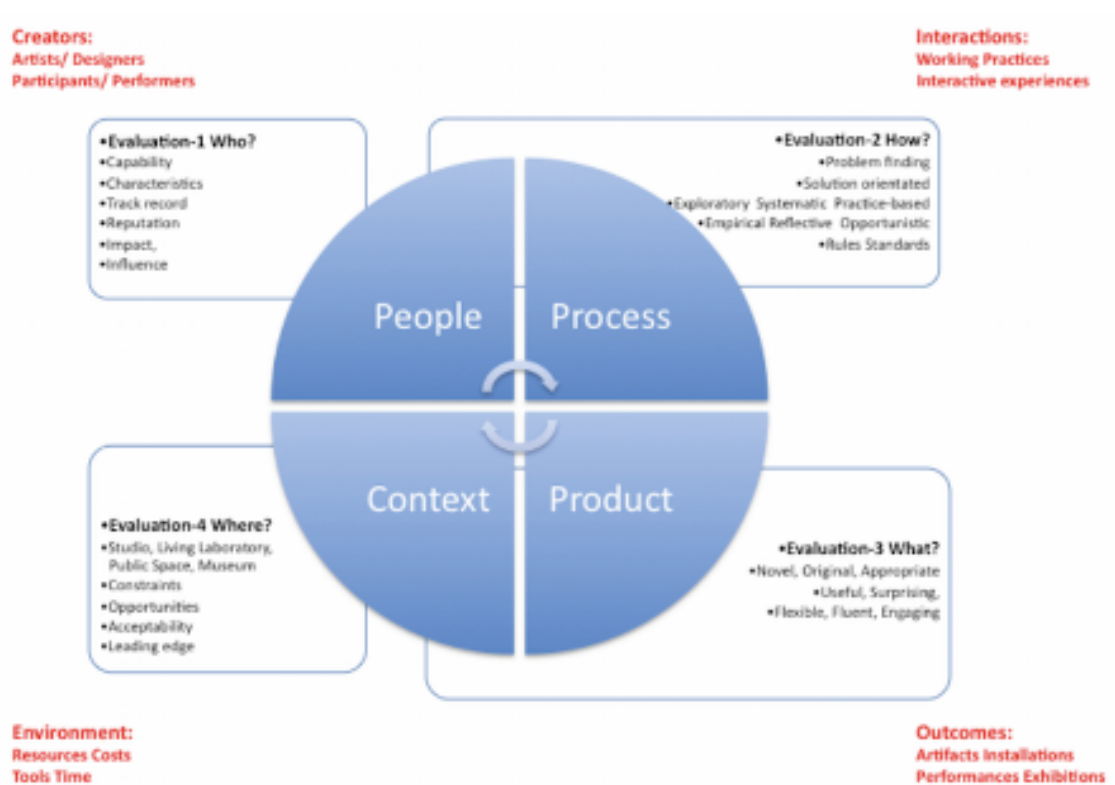 Creators:
Artists/ Designers
Participants/ Performers
Interactions:
Working Practices
Interactive experiences
•Evaluation-1 Who?
•Capability
•Characteristics
•Track record
•Reputation
•Impact,
•Influence
•Evaluation-2 How?
•Problem finding
•Solution orientated
•Exploratory Systematic Practice-based
•Empirical Reflective Opportunistic
•Rules Standards
People
Process
Context
Product
•Evaluation-4 Where?
•Studio, Living Laboratory,
Public Space, Museum
•Constraints
•Opportunities
•Acceptability
•Leading edge
•Evaluation-3 What?
•Novel, Original, Appropriate
•Useful, Surprising,
•Flexible, Fluent, Engaging
Environment:
Resources Costs
Tools Time
Outcomes:
Artifacts Installations
Performances Exhibitions